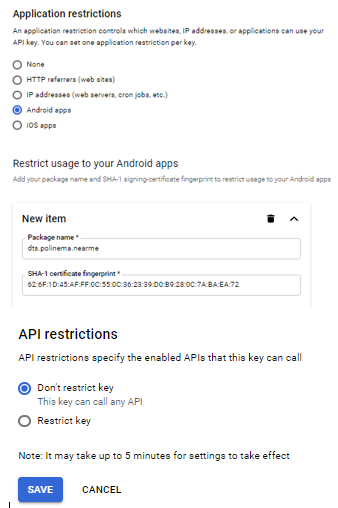 Application restrictions
An application restriction controls which websites, IP addresses, or applications can use your
API key. You can set one application restriction per key.
None
HTTP referrers (web sites)
IP addresses (web servers, cron jobs, etc.)
Android apps
iOS apps
Restrict usage to your Android apps
Add your package name and SHA-1 signing-certificate fingerprint to restrict usage to your Android apps
New item
Package name *
dts.polinema.nearme
SHA-1 certificate fingerprint *
62:6F:1D:45:AF:FF:0C:55:0C:36:23:39:D0:B9:28:0C:7A:BA:EA:72
API restrictions
API restrictions specify the enabled APIs that this key can call
Don't restrict key
This key can call any API
Restrict key
Note: It may take up to 5 minutes for settings to take effect
SAVE CANCEL